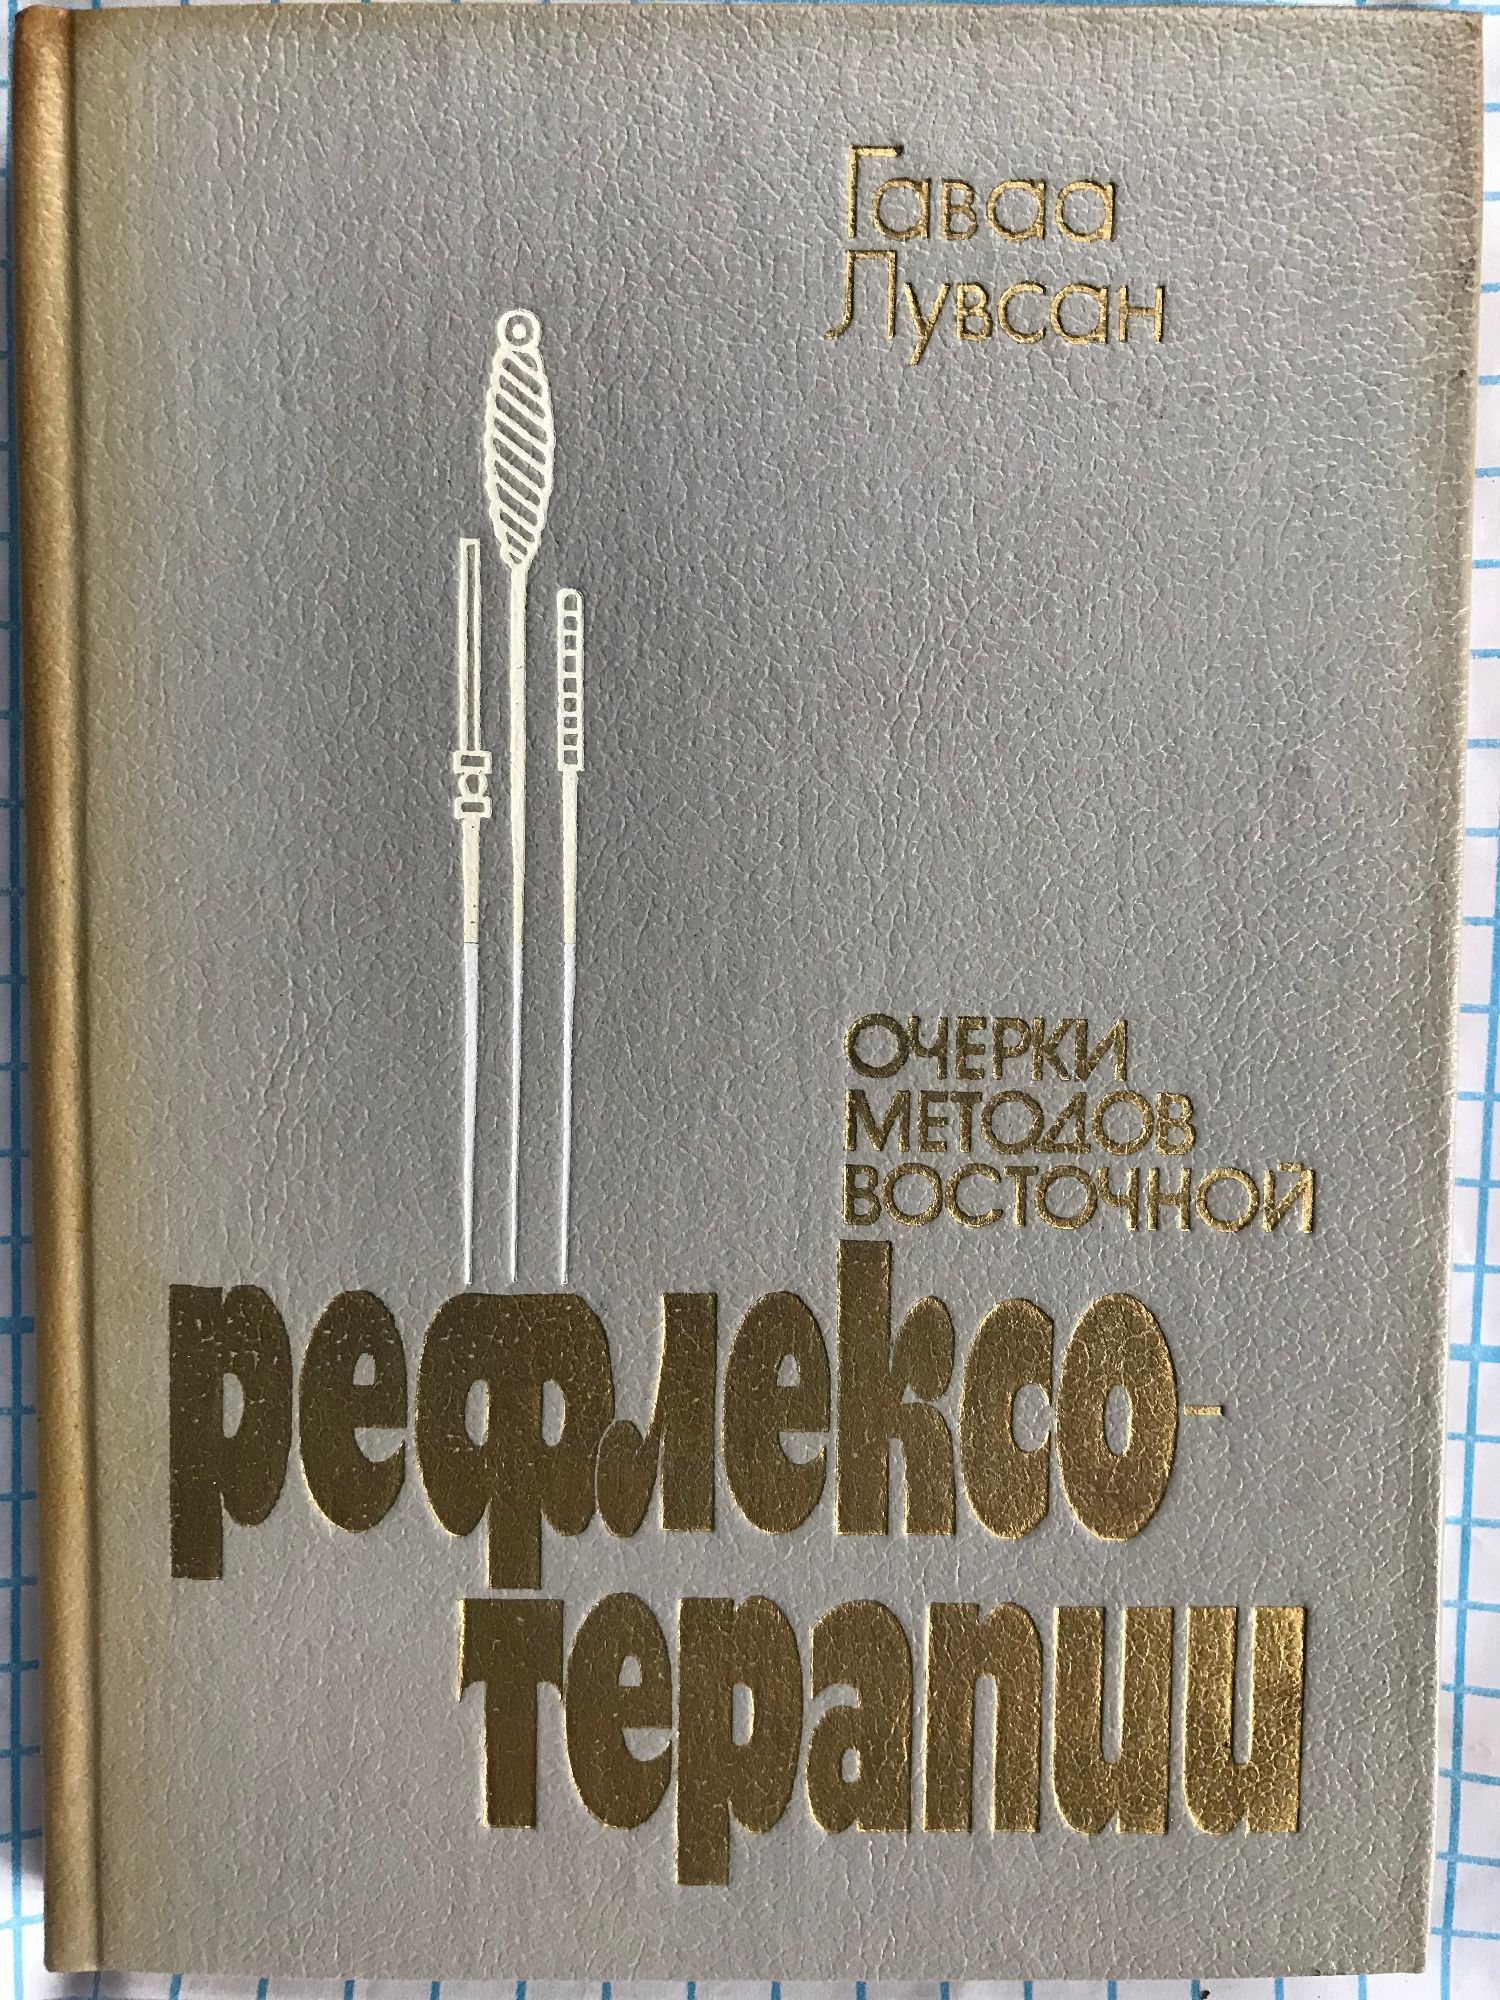 Гаваа
Лувсан
ОЧЕРКИ
МЕТОДОВ
ВОСТОЧНОЙ
рефлексо-
терапии